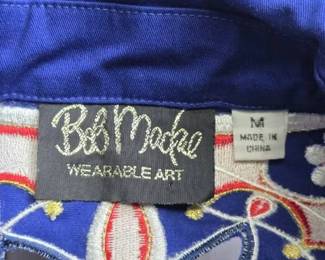 Bob Mackie
WEARABLE ART
M
MADE IN
CHINA